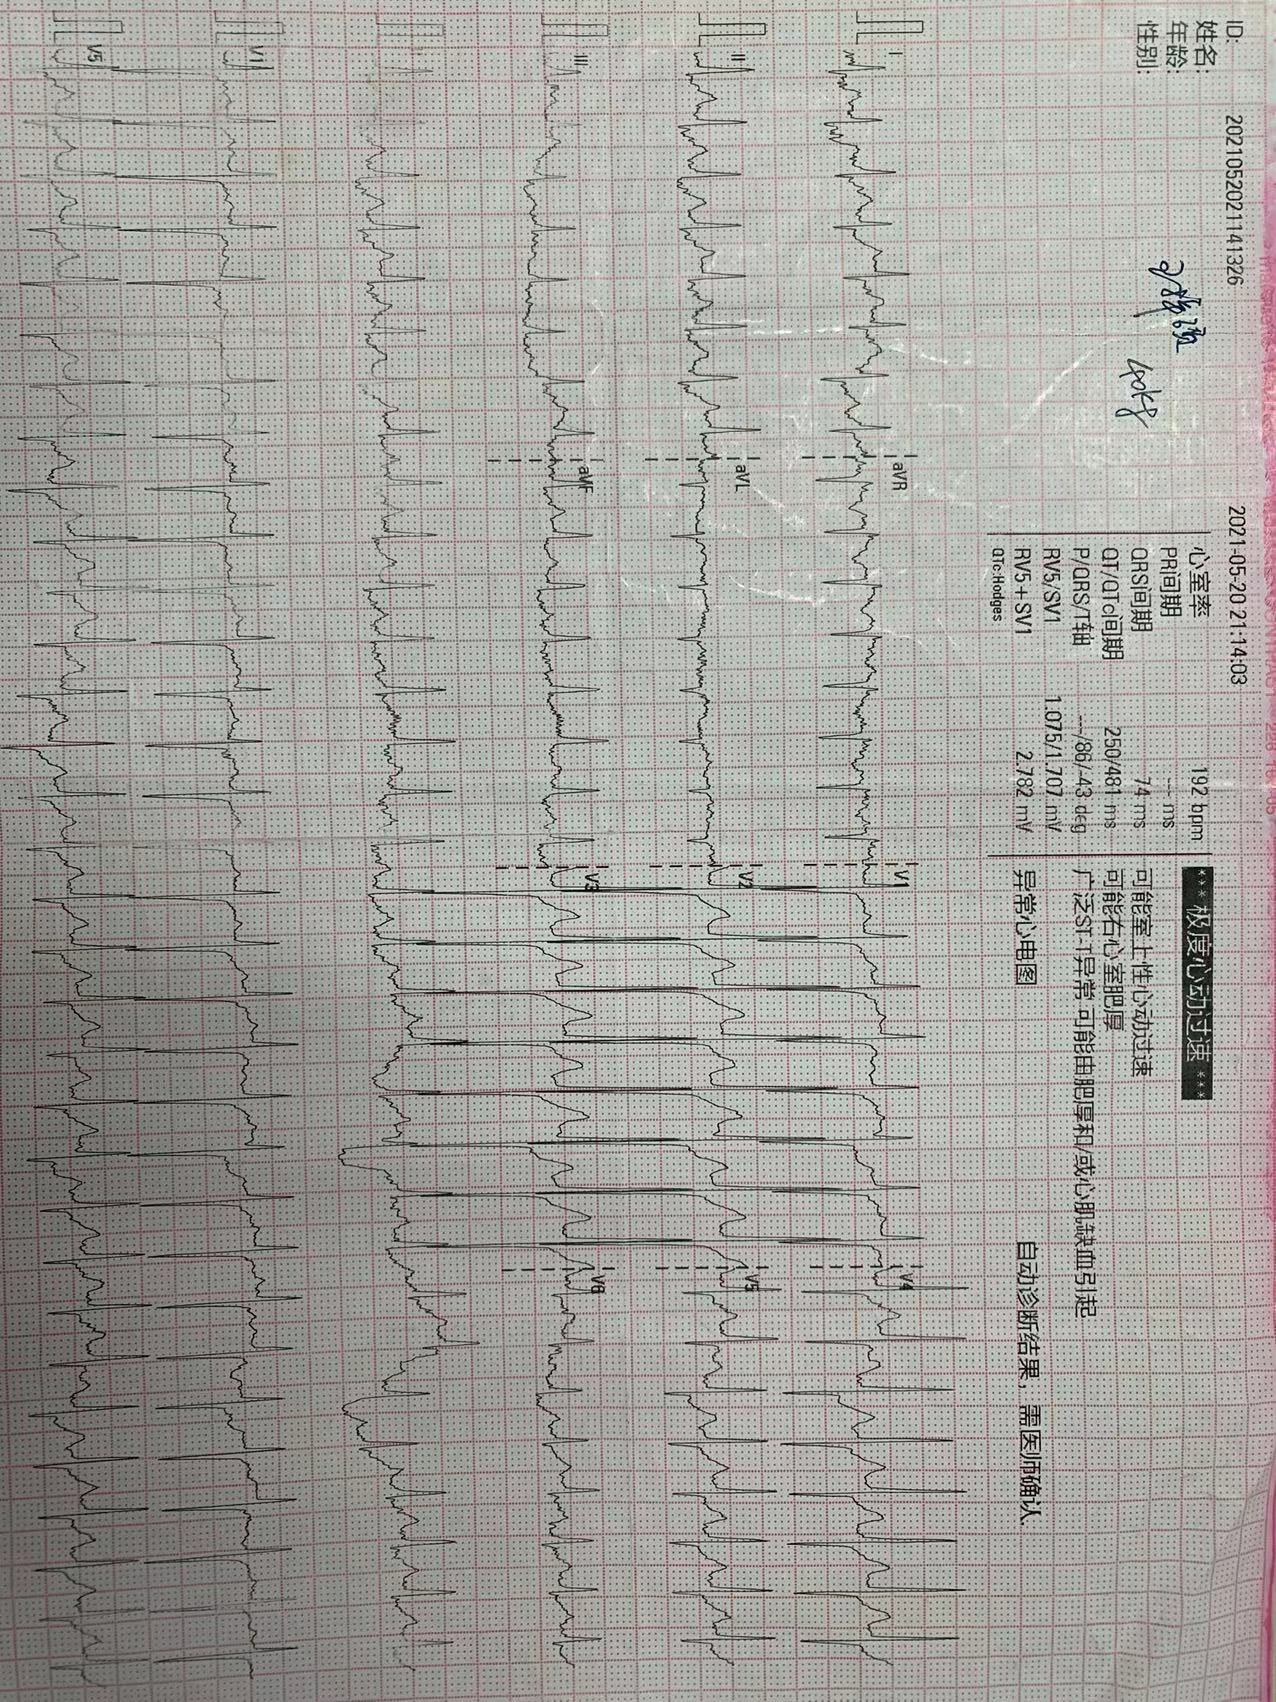 ID: 20210520211141326 2021-05-20 21:14:03
姓名:
年龄:
性别:
40kg
心室率 192 bpm
PR间期 --- ms
QRS间期 74 ms
QT/QTc间期 250/481 ms
P/QRS/T轴 ---/86/-43 deg
RV5/SV1 1.075/1.707 mV
RV5+SV1 2.782 mV
QTc:Hodges
*** 极度心动过速 ***
可能室上性心动过速
可能右心室肥厚
广泛ST-T异常 可能由肥厚和/或心肌缺血引起
异常心电图
自动诊断结果，需医师确认.
I aVR V1 V4
II aVL V2 V5
III aVF V3 V6
V1
V5